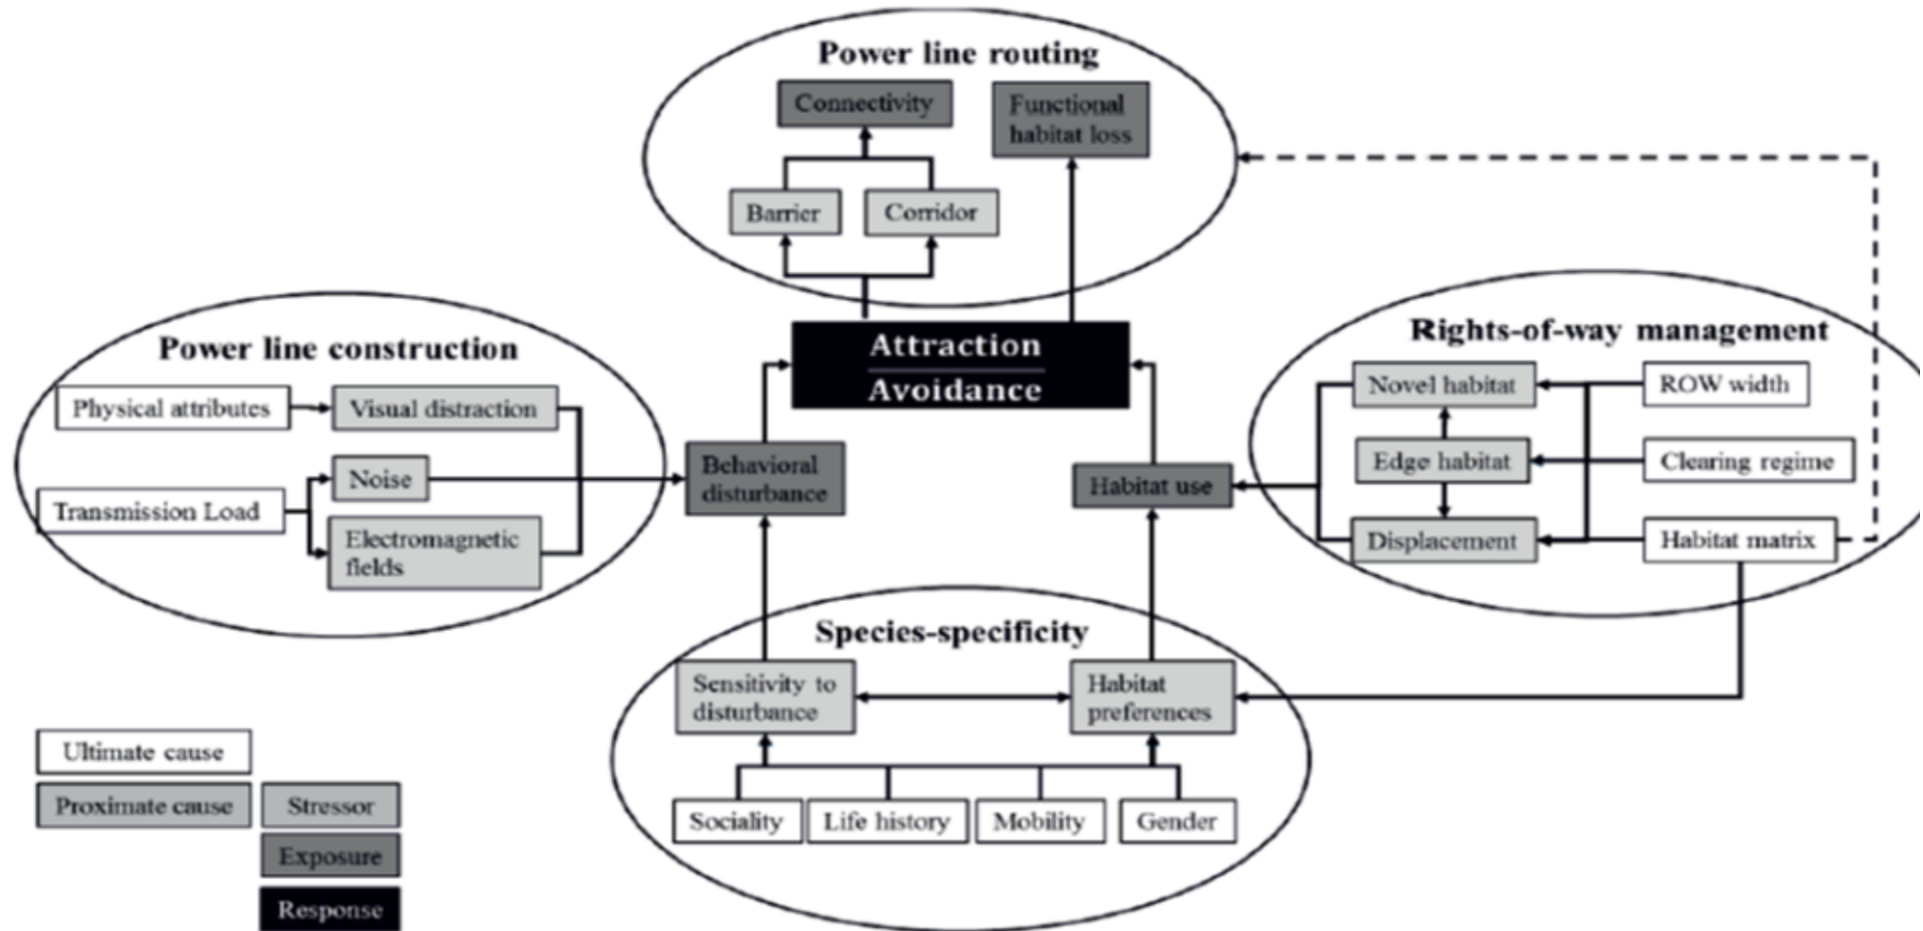 Power line routing
Connectivity
Functional
habitat loss
Barrier
Corridor
Attraction
Avoidance
Power line construction
Physical attributes
Visual distraction
Noise
Transmission Load
Electromagnetic
fields
Behavioral
disturbance
Habitat use
Rights-of-way management
Novel habitat
ROW width
Edge habitat
Clearing regime
Displacement
Habitat matrix
Species-specificity
Sensitivity to
disturbance
Habitat
preferences
Sociality
Life history
Mobility
Gender
Ultimate cause
Proximate cause
Stressor
Exposure
Response